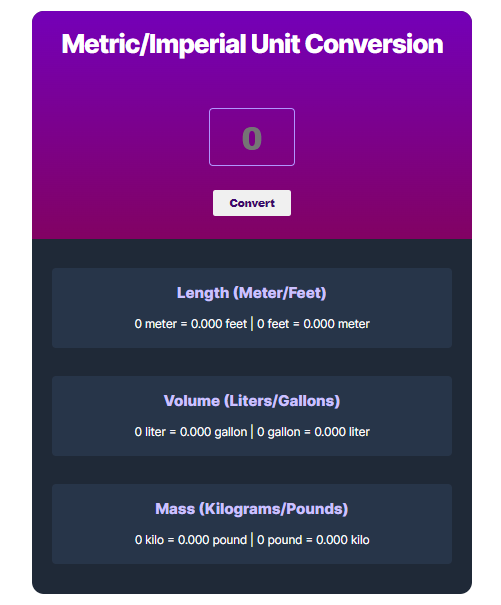 Metric/Imperial Unit Conversion
0
Convert
Length (Meter/Feet)
0 meter = 0.000 feet | 0 feet = 0.000 meter
Volume (Liters/Gallons)
0 liter = 0.000 gallon | 0 gallon = 0.000 liter
Mass (Kilograms/Pounds)
0 kilo = 0.000 pound | 0 pound = 0.000 kilo